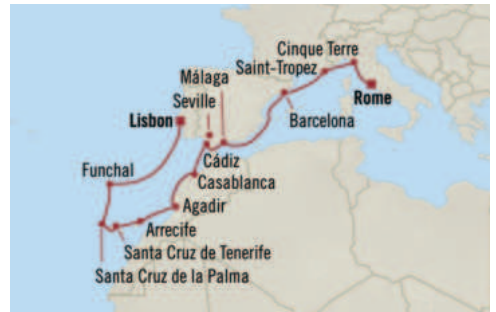 Cinque Terre
Saint-Tropez
Málaga
Seville
Rome
Lisbon
Barcelona
Cádiz
Funchal
Casablanca
Agadir
Arrecife
Santa Cruz de Tenerife
Santa Cruz de la Palma